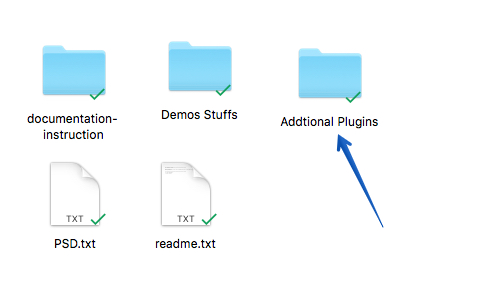 documentation-
instruction
Demos Stuffs
Addtional Plugins
TXT
PSD.txt
TXT
readme.txt